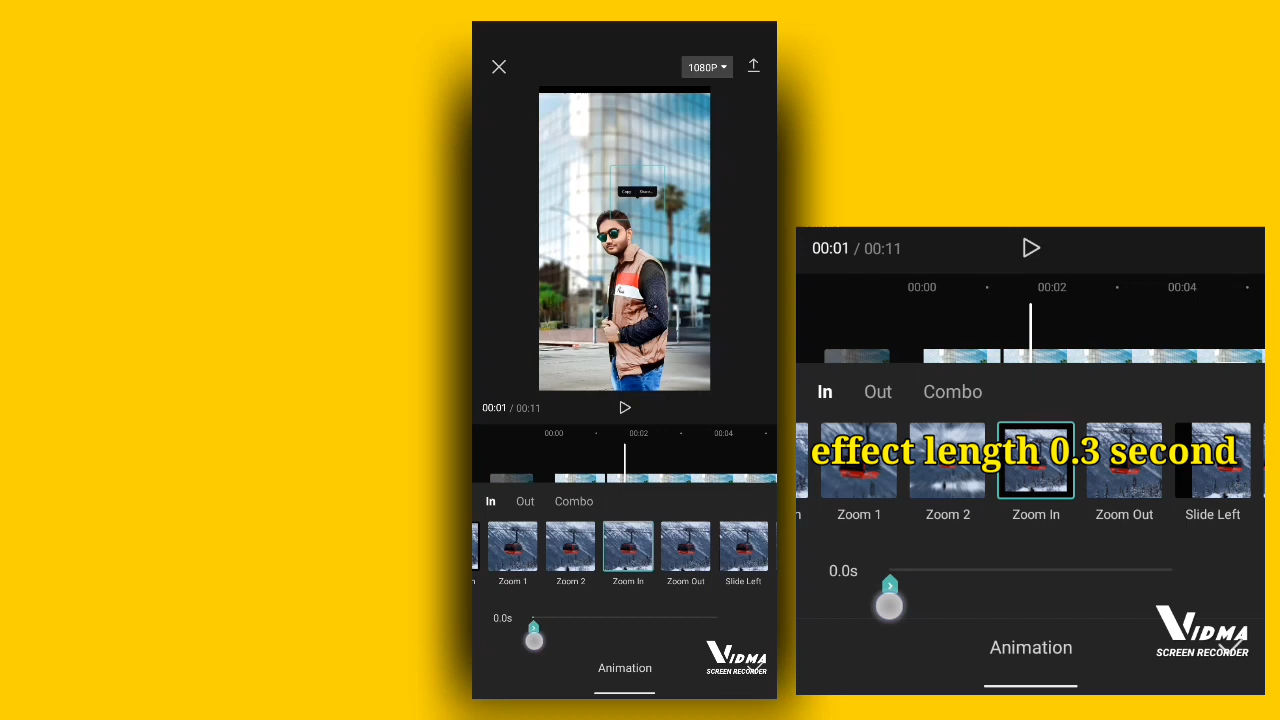 1080P
Copy Share...
00:01 / 00:11
00:00 00:02 00:04
In Out Combo
Zoom 1 Zoom 2 Zoom In Zoom Out Slide Left
0.0s
Animation
VIDMA
SCREEN RECORDER
00:01 / 00:11
00:00 00:02 00:04
In Out Combo
effect length 0.3 second
Zoom 1 Zoom 2 Zoom In Zoom Out Slide Left
0.0s
Animation
VIDMA
SCREEN RECORDER